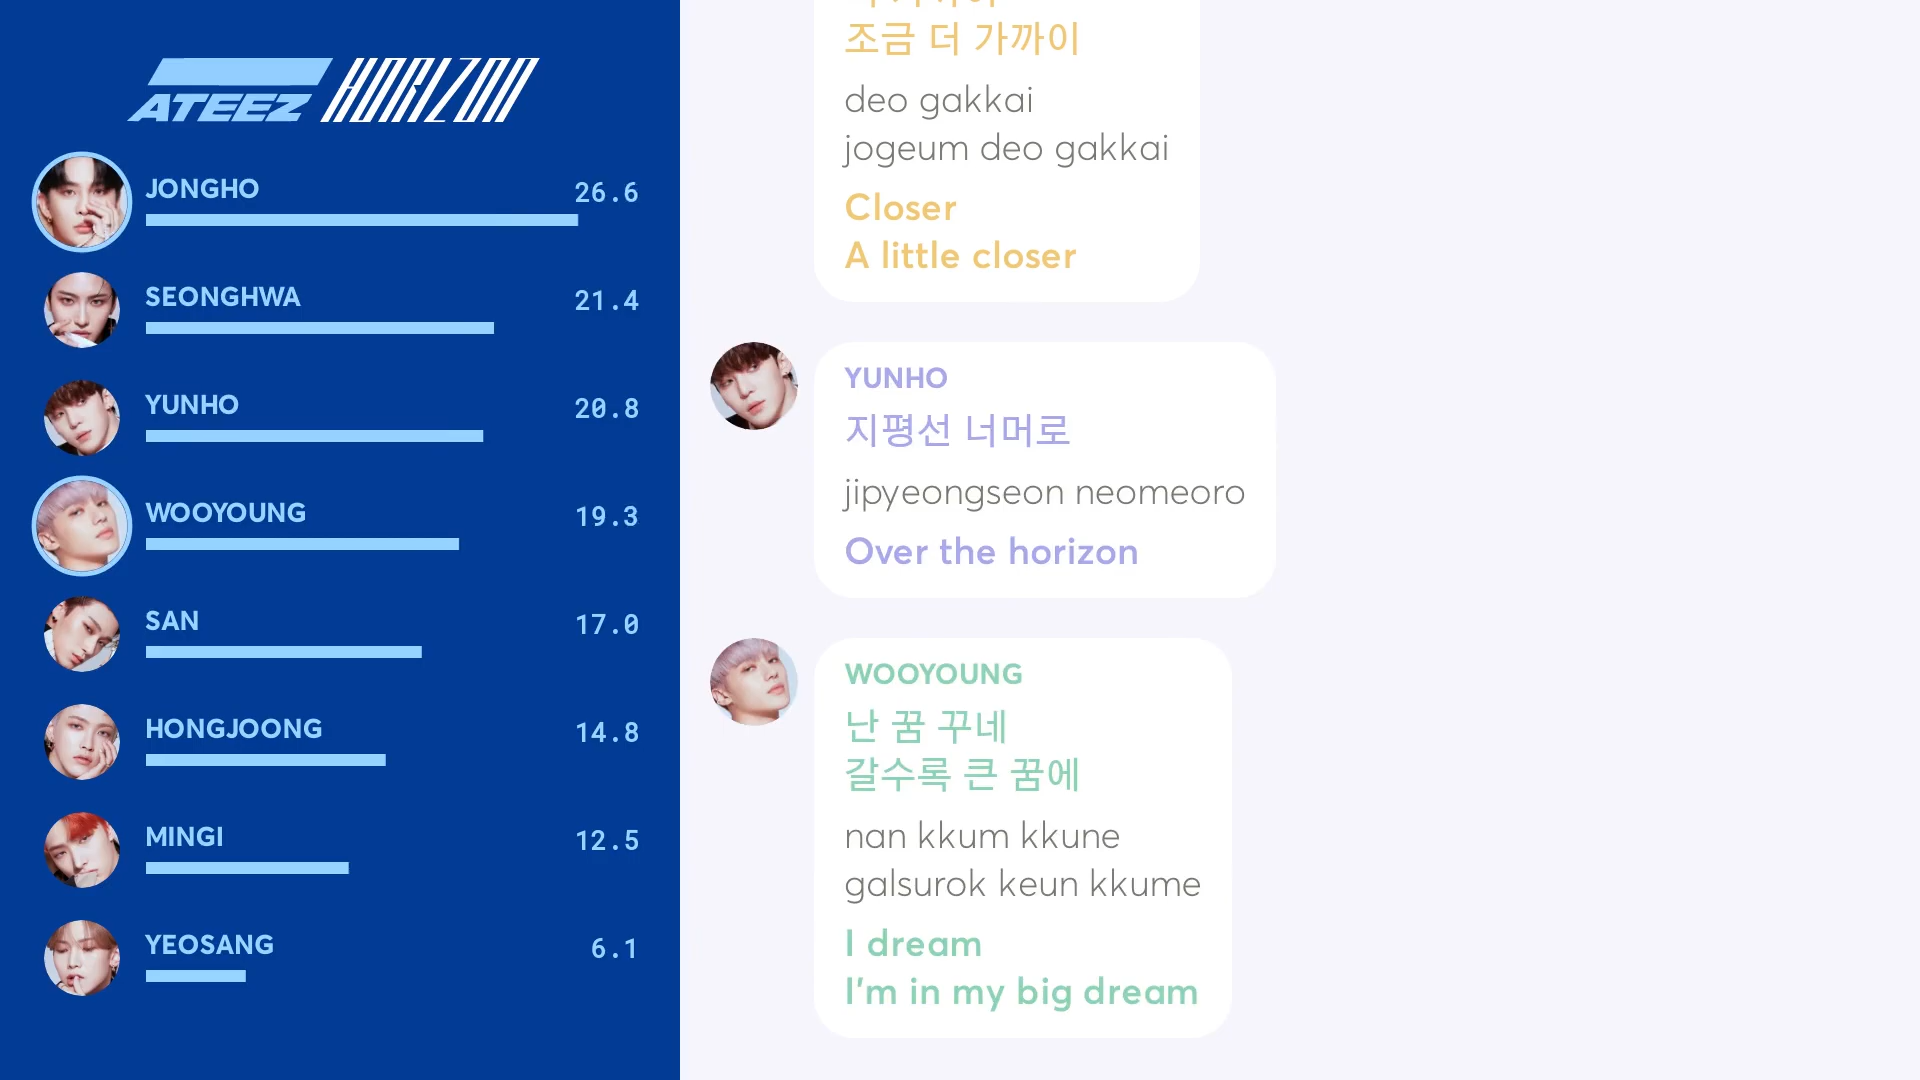 ATEEZ HORIZON
JONGHO 26.6
SEONGHWA 21.4
YUNHO 20.8
WOOYOUNG 19.3
SAN 17.0
HONGJOONG 14.8
MINGI 12.5
YEOSANG 6.1
조금 더 가까이
deo gakkai
jogeum deo gakkai
Closer
A little closer
YUNHO
지평선 너머로
jipyeongseon neomeoro
Over the horizon
WOOYOUNG
난 꿈 꾸네
갈수록 큰 꿈에
nan kkum kkune
galsurok keun kkume
I dream
I'm in my big dream